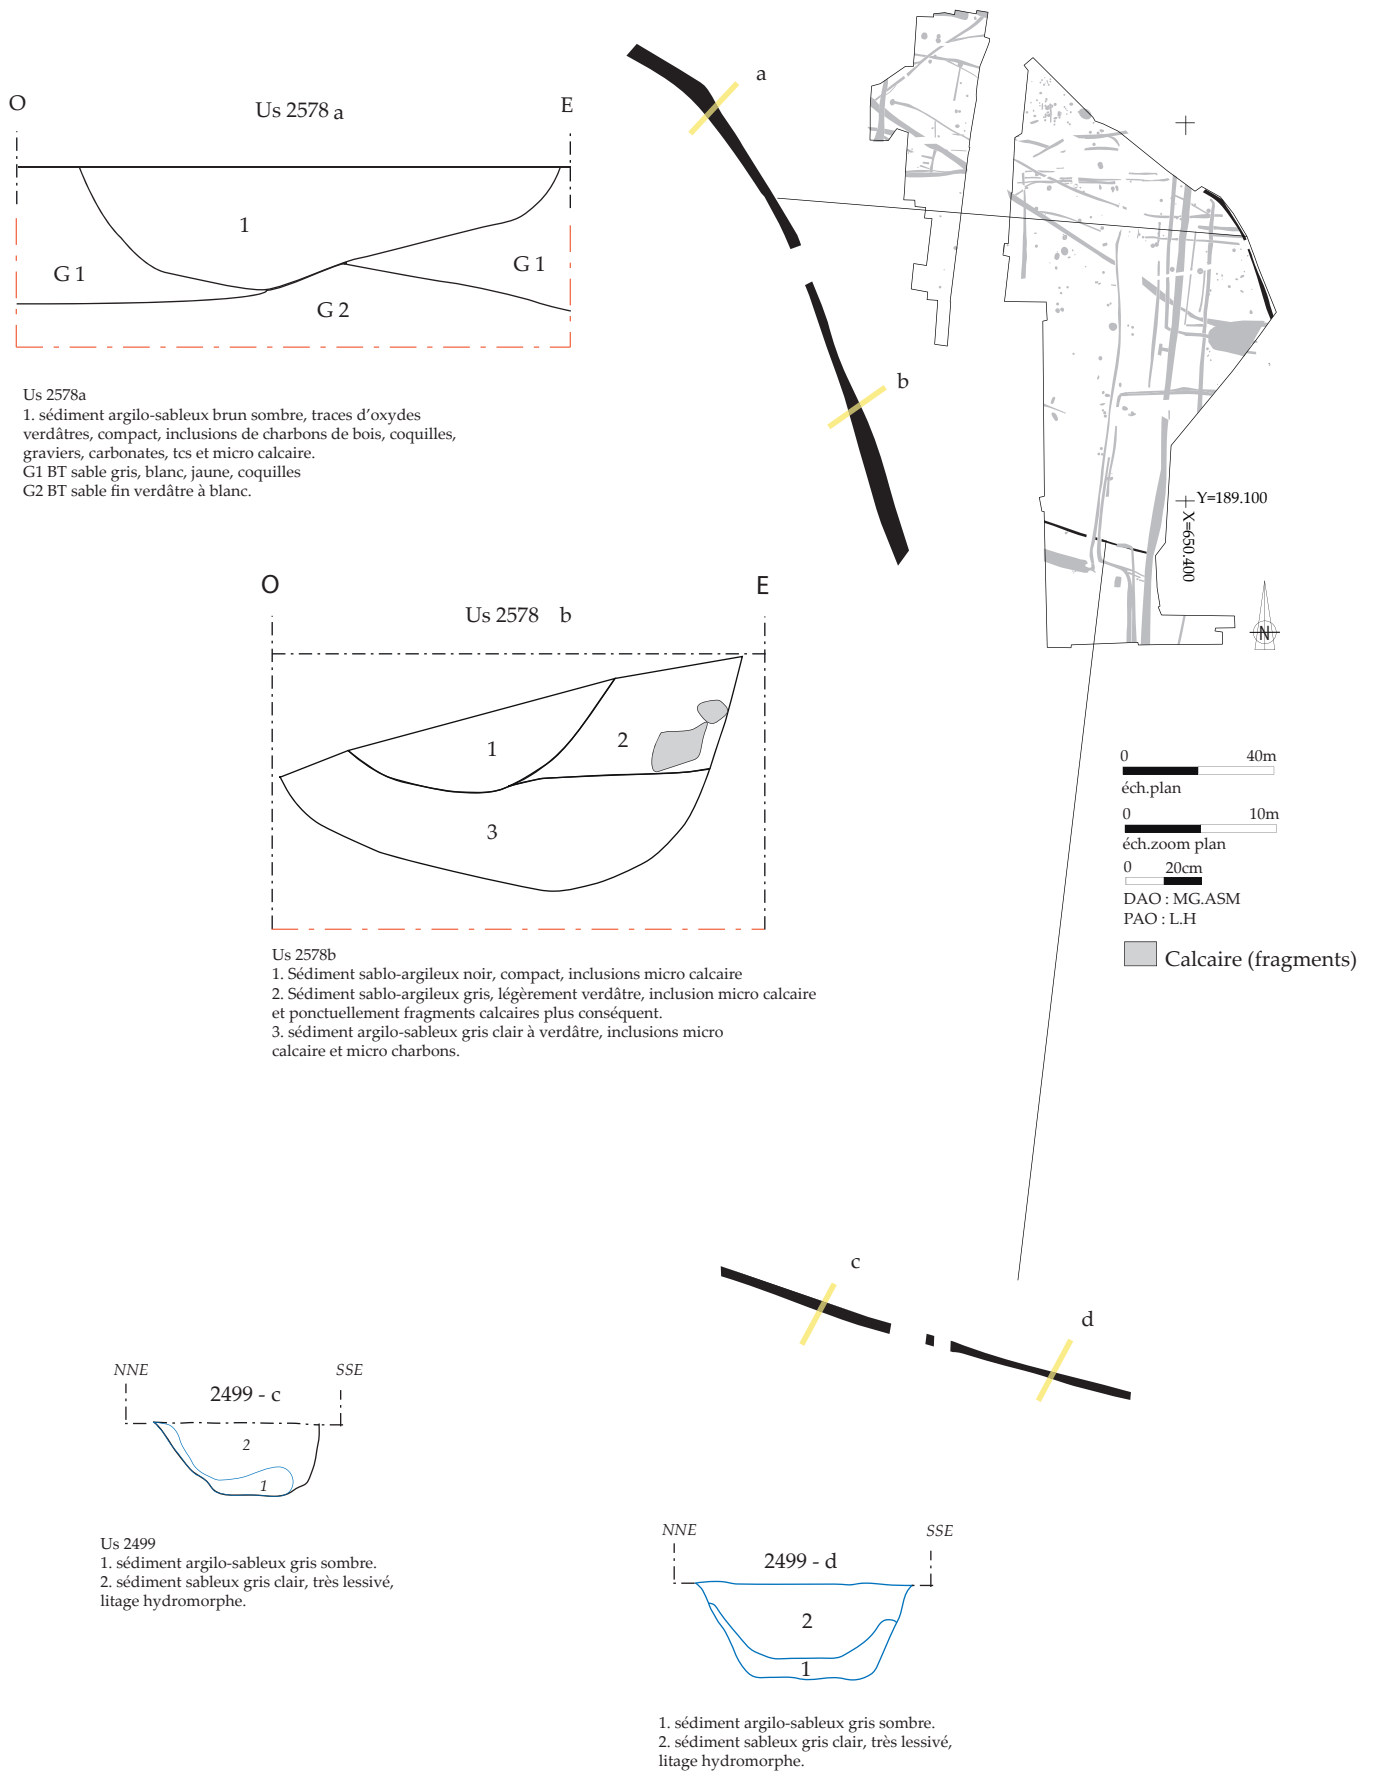 O
Us 2578 a
E
1
G 1
G 1
G 2
Us 2578a
1. sédiment argilo-sableux brun sombre, traces d'oxydes
verdâtres, compact, inclusions de charbons de bois, coquilles,
graviers, carbonates, tcs et micro calcaire.
G1 BT sable gris, blanc, jaune, coquilles
G2 BT sable fin verdâtre à blanc.
a
b
Y=189.100
X=650.400
N
O
Us 2578 b
E
1
2
3
Us 2578b
1. Sédiment sablo-argileux noir, compact, inclusions micro calcaire
2. Sédiment sablo-argileux gris, légèrement verdâtre, inclusion micro calcaire
et ponctuellement fragments calcaires plus conséquent.
3. sédiment argilo-sableux gris clair à verdâtre, inclusions micro
calcaire et micro charbons.
0 40m
éch.plan
0 10m
éch.zoom plan
0 20cm
DAO : MG.ASM
PAO : L.H
Calcaire (fragments)
c
d
NNE
SSE
2499 - c
2
1
Us 2499
1. sédiment argilo-sableux gris sombre.
2. sédiment sableux gris clair, très lessivé,
litage hydromorphe.
NNE
SSE
2499 - d
2
1
1. sédiment argilo-sableux gris sombre.
2. sédiment sableux gris clair, très lessivé,
litage hydromorphe.